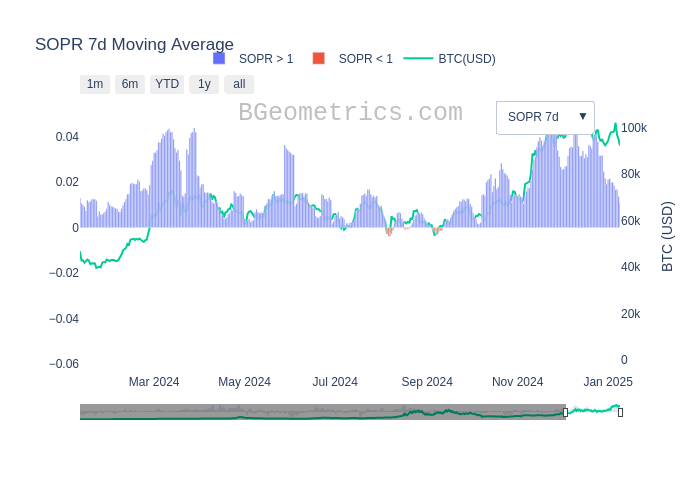 SOPR 7d Moving Average
SOPR > 1 SOPR < 1 BTC(USD)
1m 6m YTD 1y all
BGeometrics.com
SOPR 7d ▼
0.04
0.02
0
−0.02
−0.04
−0.06
100k
80k
60k
40k
20k
0
BTC (USD)
Mar 2024 May 2024 Jul 2024 Sep 2024 Nov 2024 Jan 2025